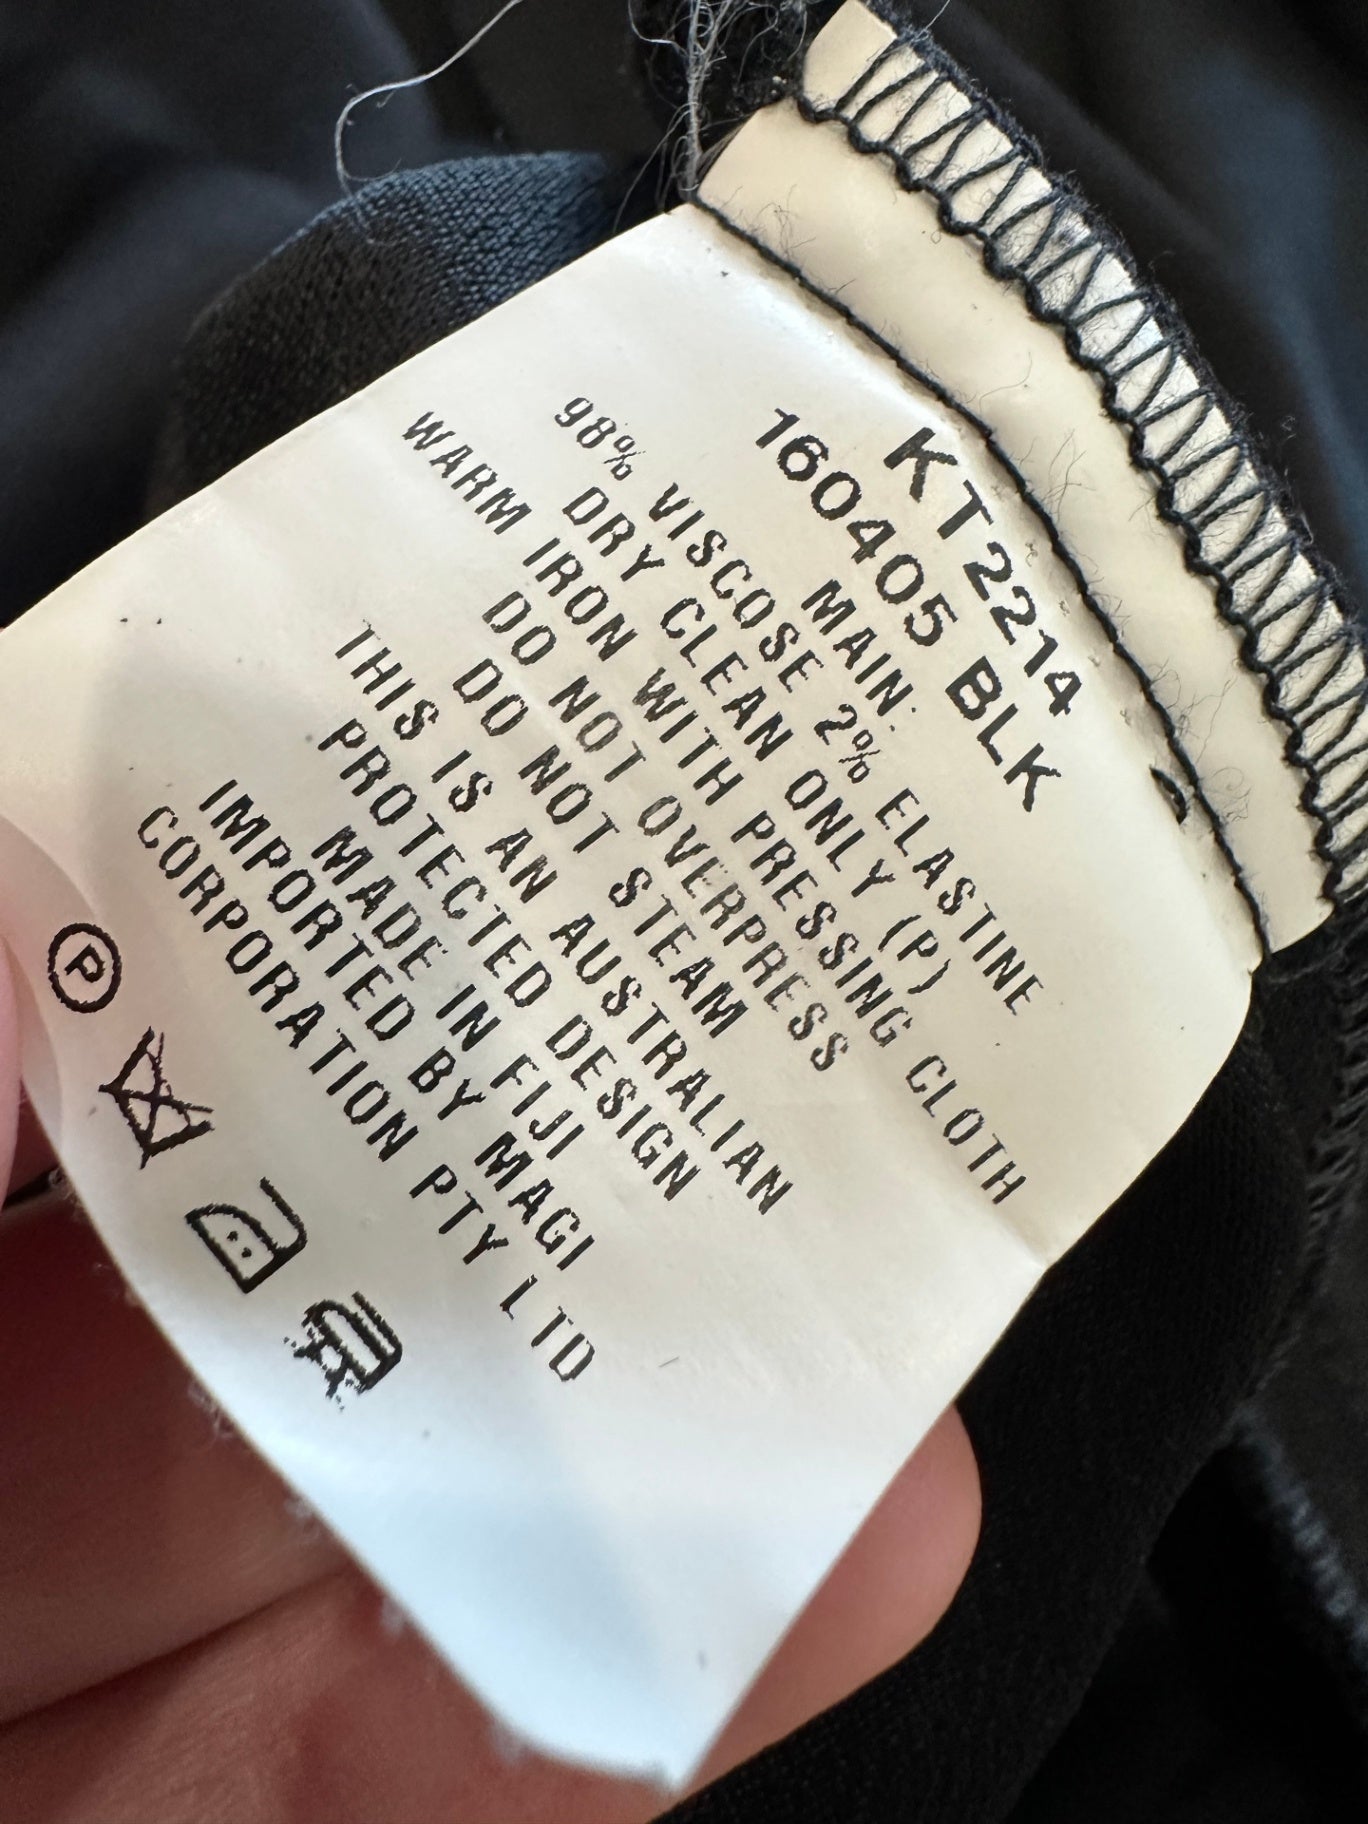 KT2214
160405 BLK
MAIN:
98% VISCOSE 2% ELASTINE
DRY CLEAN ONLY (P)
WARM IRON WITH PRESSING CLOTH
DO NOT OVERPRESS
DO NOT STEAM
THIS IS AN AUSTRALIAN
PROTECTED DESIGN
MADE IN FIJI
IMPORTED BY MAGI
CORPORATION PTY LTD
P